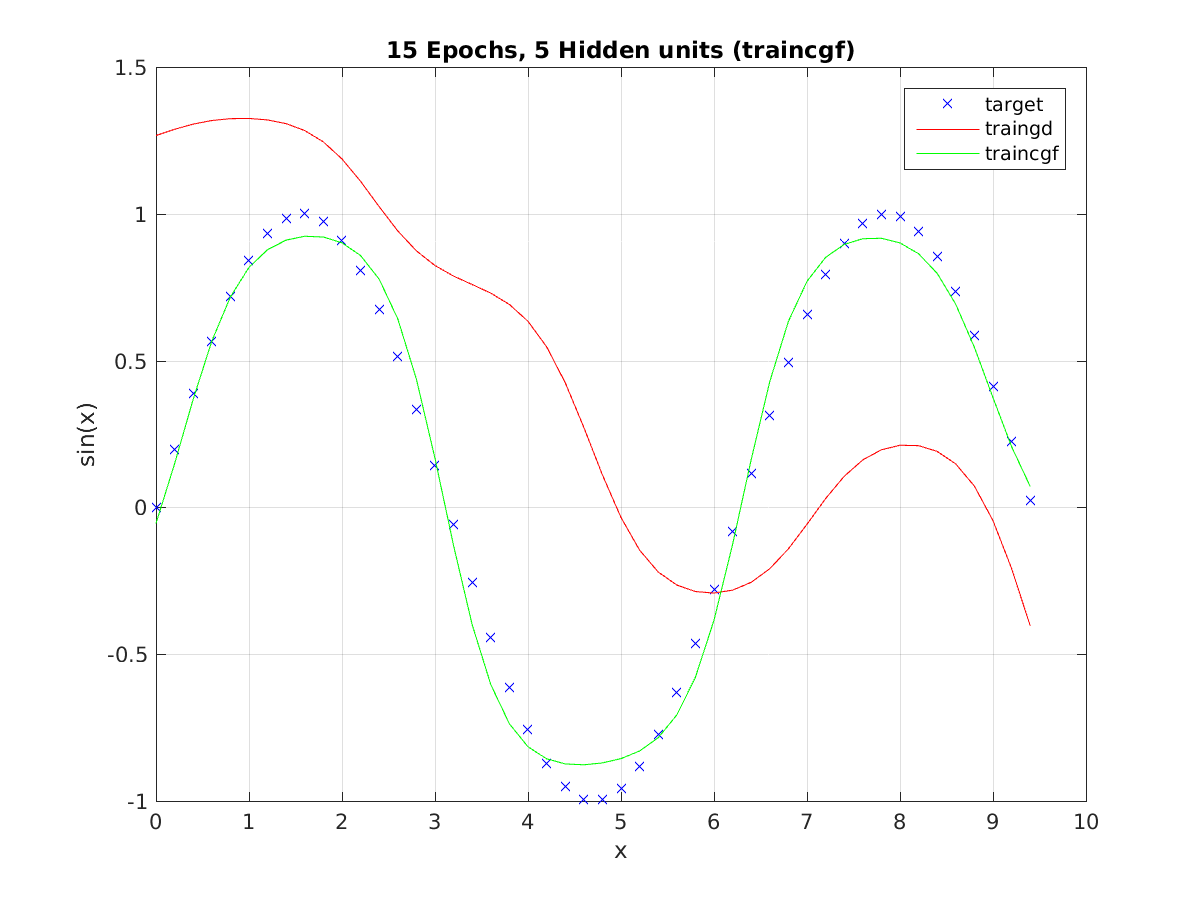 15 Epochs, 5 Hidden units (traincgf)
1.5
1
0.5
0
-0.5
-1
sin(x)
target
traingd
traincgf
0 1 2 3 4 5 6 7 8 9 10
x